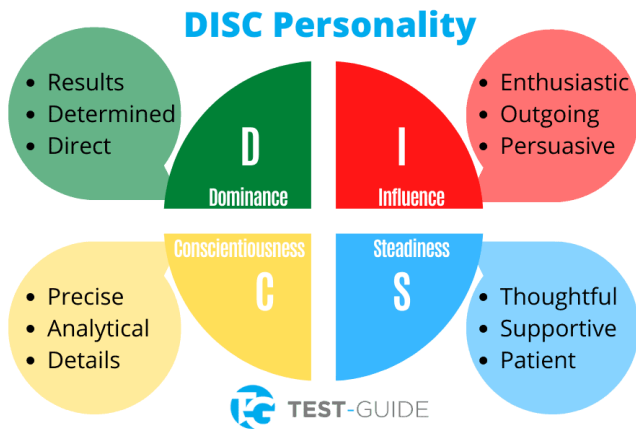 DISC Personality
• Results
• Determined
• Direct
D
Dominance
I
Influence
• Enthusiastic
• Outgoing
• Persuasive
• Precise
• Analytical
• Details
Conscientiousness
C
Steadiness
S
• Thoughtful
• Supportive
• Patient
TG TEST-GUIDE